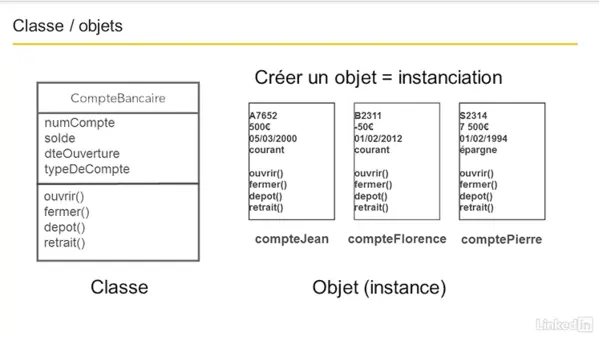 Classe / objets
CompteBancaire
numCompte
solde
dteOuverture
typeDeCompte
ouvrir()
fermer()
depot()
retrait()
Classe
Créer un objet = instanciation
A7652
500€
05/03/2000
courant
ouvrir()
fermer()
depot()
retrait()
compteJean
B2311
-50€
01/02/2012
courant
ouvrir()
fermer()
depot()
retrait()
compteFlorence
S2314
7 500€
01/02/1994
épargne
ouvrir()
fermer()
depot()
retrait()
comptePierre
Objet (instance)
Linked in